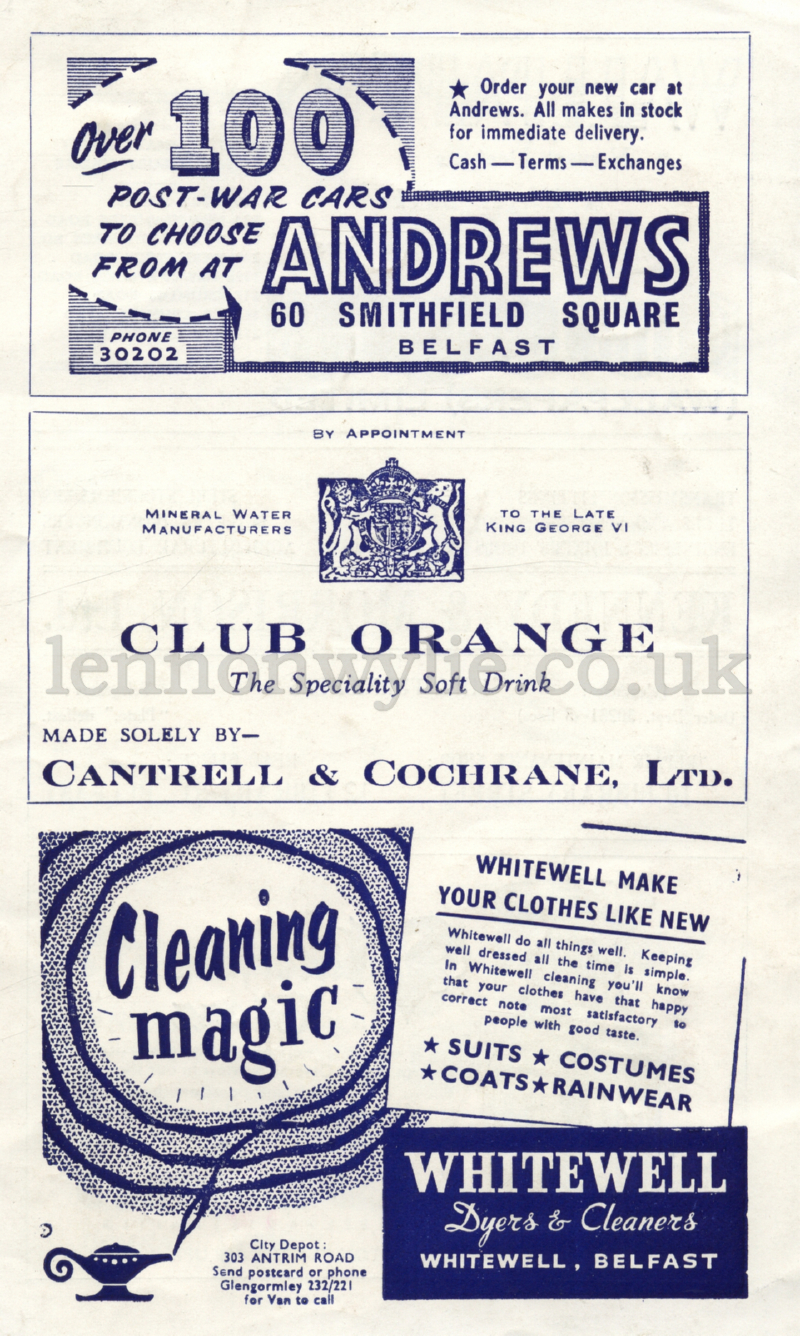 Over 100
POST-WAR CARS
TO CHOOSE
FROM AT
★ Order your new car at
Andrews. All makes in stock
for immediate delivery.
Cash — Terms — Exchanges
ANDREWS
60 SMITHFIELD SQUARE
BELFAST
PHONE
30202
BY APPOINTMENT
MINERAL WATER
MANUFACTURERS
TO THE LATE
KING GEORGE VI
CLUB ORANGE
lennonwylie.co.uk
The Speciality Soft Drink
MADE SOLELY BY—
CANTRELL & COCHRANE, LTD.
Cleaning
magic
WHITEWELL MAKE
YOUR CLOTHES LIKE NEW
Whitewell do all things well. Keeping
well dressed all the time is simple.
In Whitewell cleaning you'll know
that your clothes have that happy
correct note most satisfactory to
people with good taste.
★ SUITS ★ COSTUMES
★ COATS ★ RAINWEAR
WHITEWELL
Dyers & Cleaners
WHITEWELL, BELFAST
City Depot:
303 ANTRIM ROAD
Send postcard or phone
Glengormley 232/221
for Van to call